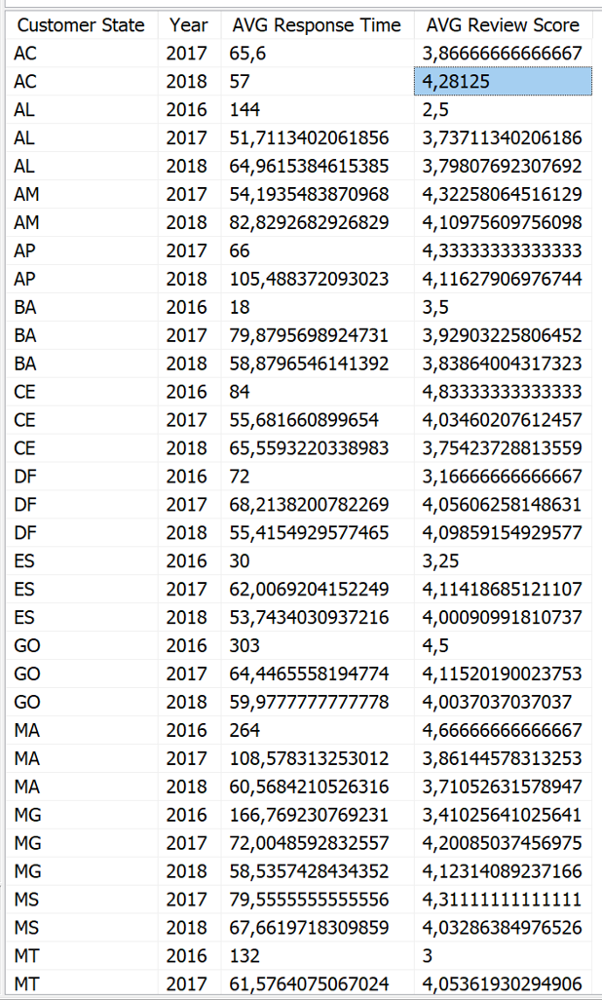 Customer State Year AVG Response Time AVG Review Score
AC 2017 65,6 3,86666666666667
AC 2018 57 4,28125
AL 2016 144 2,5
AL 2017 51,7113402061856 3,73711340206186
AL 2018 64,9615384615385 3,79807692307692
AM 2017 54,1935483870968 4,32258064516129
AM 2018 82,8292682926829 4,10975609756098
AP 2017 66 4,33333333333333
AP 2018 105,488372093023 4,11627906976744
BA 2016 18 3,5
BA 2017 79,8795698924731 3,92903225806452
BA 2018 58,8796546141392 3,83864004317323
CE 2016 84 4,83333333333333
CE 2017 55,681660899654 4,03460207612457
CE 2018 65,5593220338983 3,75423728813559
DF 2016 72 3,16666666666667
DF 2017 68,2138200782269 4,05606258148631
DF 2018 55,4154929577465 4,09859154929577
ES 2016 30 3,25
ES 2017 62,0069204152249 4,11418685121107
ES 2018 53,7434030937216 4,00090991810737
GO 2016 303 4,5
GO 2017 64,4465558194774 4,11520190023753
GO 2018 59,9777777777778 4,0037037037037
MA 2016 264 4,66666666666667
MA 2017 108,578313253012 3,86144578313253
MA 2018 60,5684210526316 3,71052631578947
MG 2016 166,769230769231 3,41025641025641
MG 2017 72,0048592832557 4,20085037456975
MG 2018 58,5357428434352 4,12314089237166
MS 2017 79,5555555555556 4,31111111111111
MS 2018 67,6619718309859 4,03286384976526
MT 2016 132 3
MT 2017 61,5764075067024 4,05361930294906